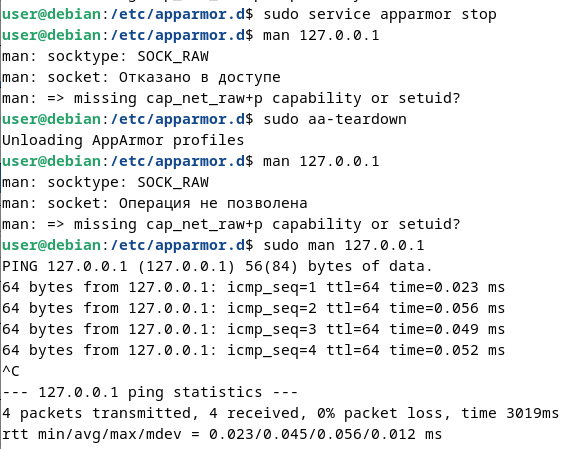 user@debian:/etc/apparmor.d$ sudo service apparmor stop
user@debian:/etc/apparmor.d$ man 127.0.0.1
man: socktype: SOCK_RAW
man: socket: Отказано в доступе
man: => missing cap_net_raw+p capability or setuid?
user@debian:/etc/apparmor.d$ sudo aa-teardown
Unloading AppArmor profiles
user@debian:/etc/apparmor.d$ man 127.0.0.1
man: socktype: SOCK_RAW
man: socket: Операция не позволена
man: => missing cap_net_raw+p capability or setuid?
user@debian:/etc/apparmor.d$ sudo man 127.0.0.1
PING 127.0.0.1 (127.0.0.1) 56(84) bytes of data.
64 bytes from 127.0.0.1: icmp_seq=1 ttl=64 time=0.023 ms
64 bytes from 127.0.0.1: icmp_seq=2 ttl=64 time=0.056 ms
64 bytes from 127.0.0.1: icmp_seq=3 ttl=64 time=0.049 ms
64 bytes from 127.0.0.1: icmp_seq=4 ttl=64 time=0.052 ms
^C
--- 127.0.0.1 ping statistics ---
4 packets transmitted, 4 received, 0% packet loss, time 3019ms
rtt min/avg/max/mdev = 0.023/0.045/0.056/0.012 ms